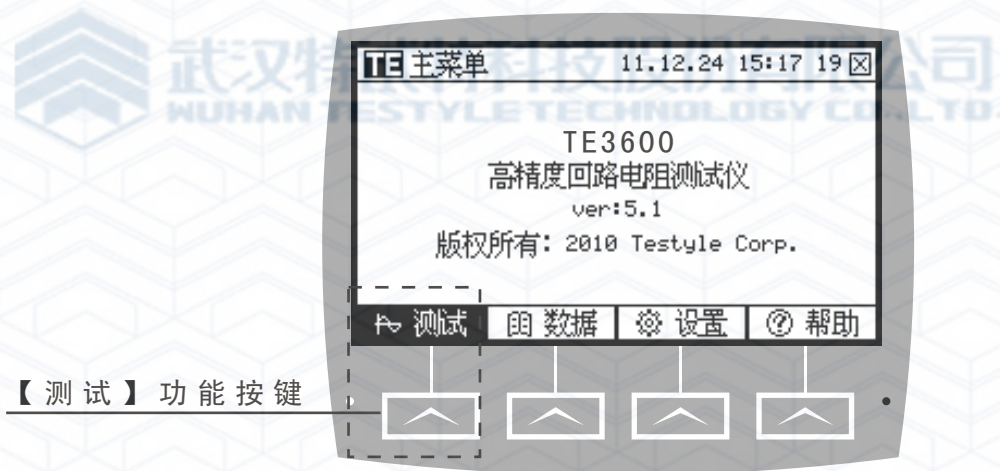 武汉特斯科技股份有限公司
WUHAN TESTYLE TECHNOLOGY CO.,LTD.
TE 主菜单 11.12.24 15:17 19
TE3600
高精度回路电阻测试仪
ver:5.1
版权所有: 2010 Testyle Corp.
测试 数据 设置 ? 帮助
【测试】功能按键